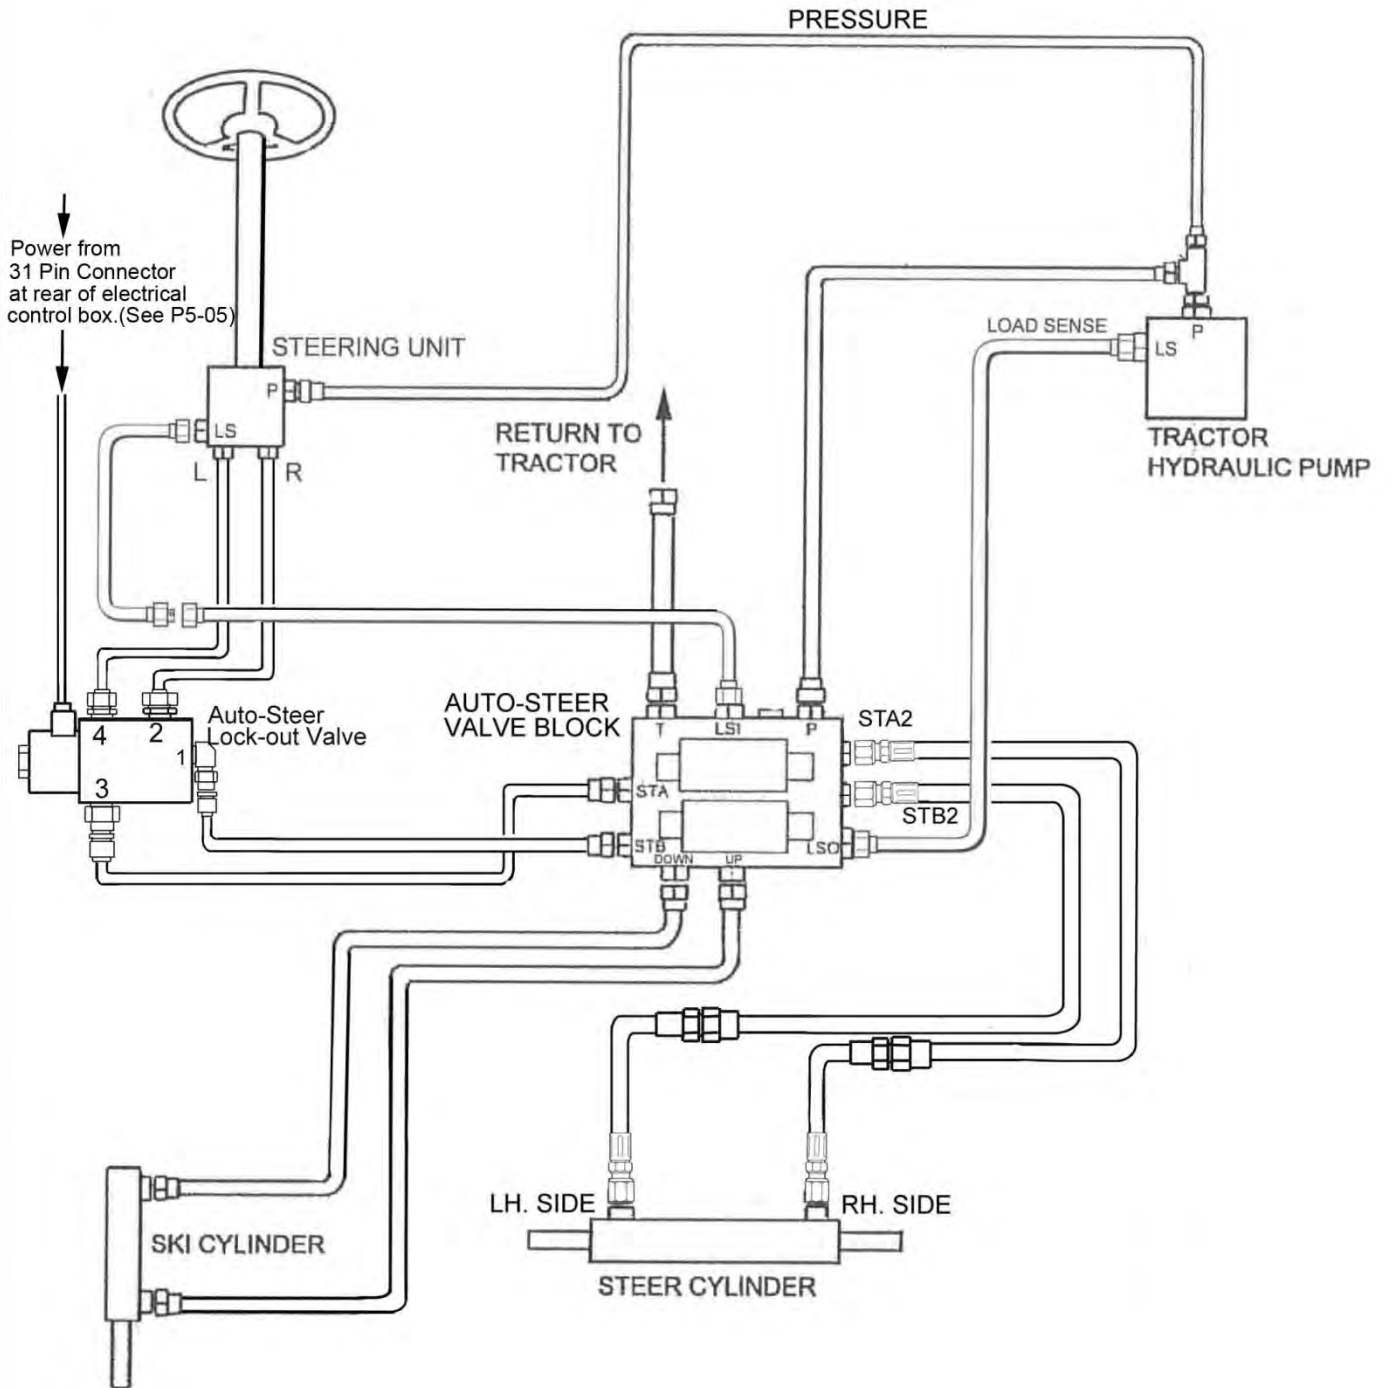 PRESSURE
Power from
31 Pin Connector
at rear of electrical
control box.(See P5-05)
STEERING UNIT
P
LS
L
R
RETURN TO
TRACTOR
LOAD SENSE
P
LS
TRACTOR
HYDRAULIC PUMP
4
2
1
3
Auto-Steer
Lock-out Valve
AUTO-STEER
VALVE BLOCK
T
LS1
P
STA2
STA
STB2
STB
DOWN
UP
LSO
LH. SIDE
RH. SIDE
SKI CYLINDER
STEER CYLINDER